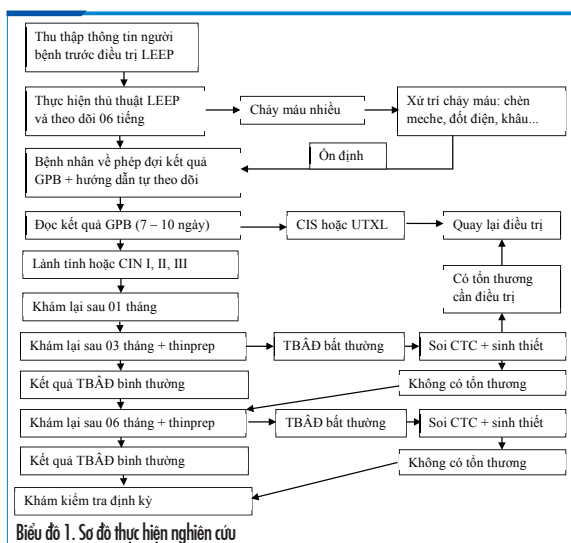 Thu thập thông tin người
bệnh trước điều trị LEEP
Thực hiện thủ thuật LEEP
và theo dõi 06 tiếng
Chảy máu nhiều
Xử trí chảy máu: chèn
meche, đốt điện, khâu...
Ổn định
Bệnh nhân về phép đợi kết quả
GPB + hướng dẫn tự theo dõi
Đọc kết quả GPB (7 – 10 ngày)
CIS hoặc UTXL
Quay lại điều trị
Lành tính hoặc CIN I, II, III
Có tổn thương
cần điều trị
Khám lại sau 01 tháng
Khám lại sau 03 tháng + thinprep
TBÂĐ bất thường
Soi CTC + sinh thiết
Kết quả TBÂĐ bình thường
Không có tổn thương
Khám lại sau 06 tháng + thinprep
TBÂĐ bất thường
Soi CTC + sinh thiết
Kết quả TBÂĐ bình thường
Không có tổn thương
Khám kiểm tra định kỳ
Biểu đồ 1. Sơ đồ thực hiện nghiên cứu